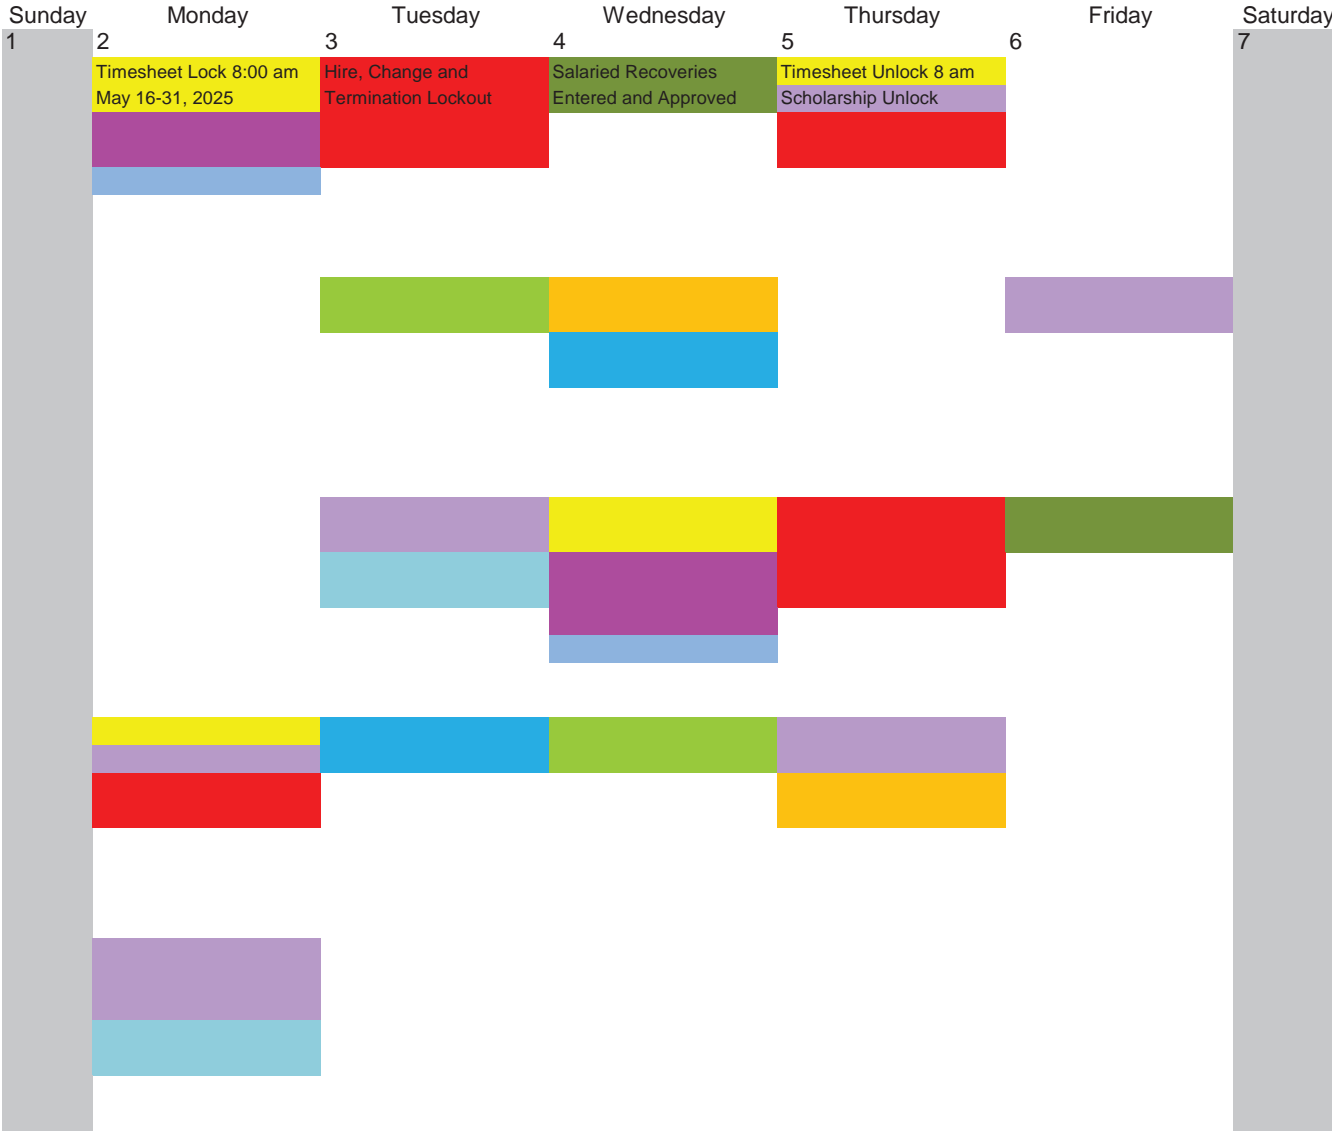 Sunday Monday Tuesday Wednesday Thursday Friday Saturday
1 2 3 4 5 6 7
Timesheet Lock 8:00 am
May 16-31, 2025
Hire, Change and
Termination Lockout
Salaried Recoveries
Entered and Approved
Timesheet Unlock 8 am
Scholarship Unlock